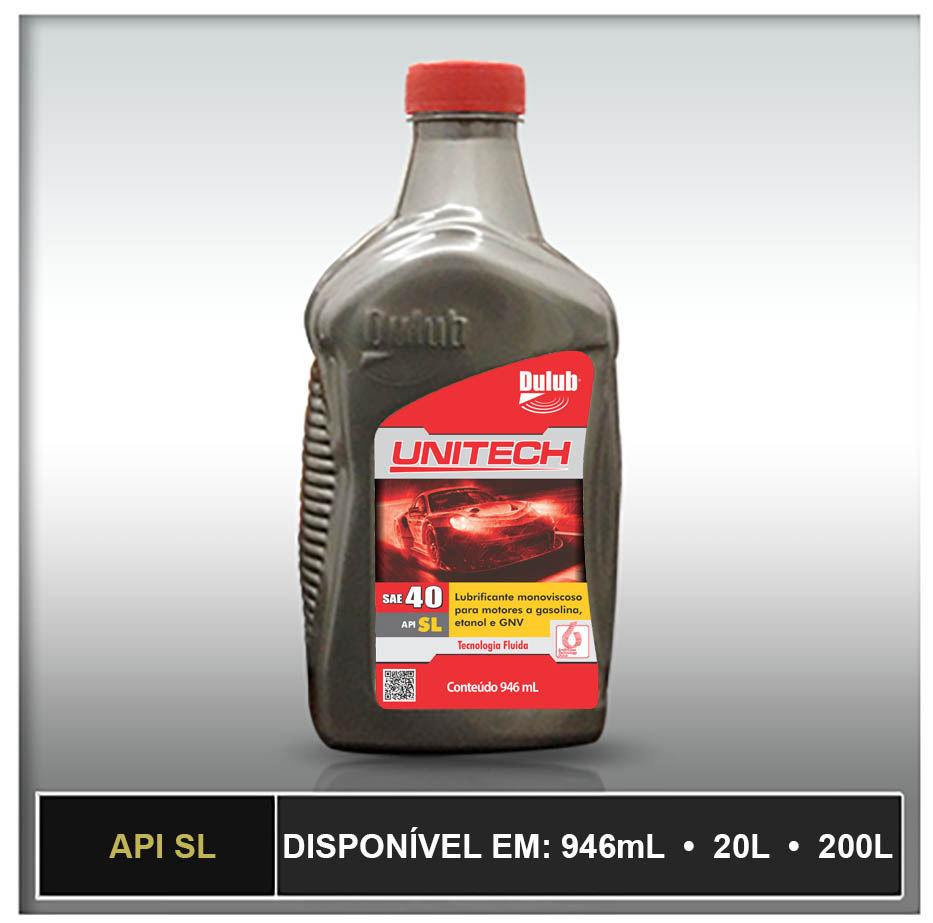 Dulub
Dulub
UNITECH
SAE 40
API SL
Lubrificante monoviscoso
para motores a gasolina,
etanol e GNV
Tecnologia Fluida
Conteúdo 946 mL
API SL
DISPONÍVEL EM: 946mL • 20L • 200L